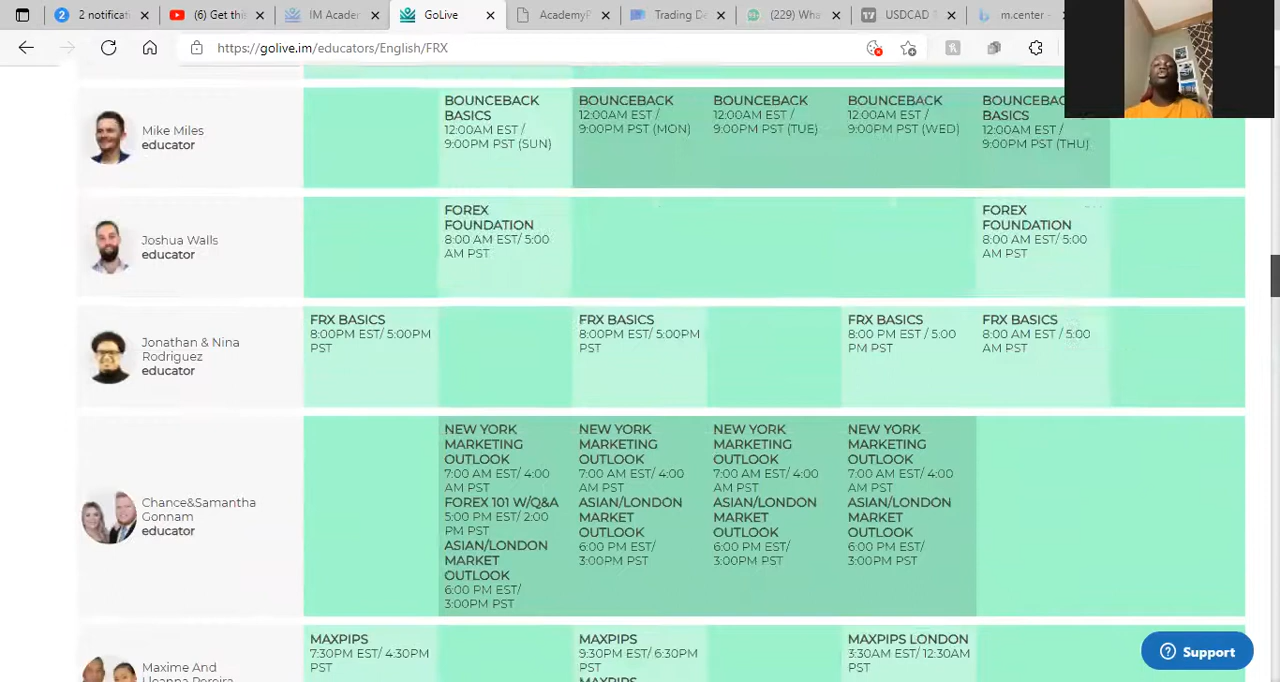 2 notificati
(6) Get thi
IM Acaden
GoLive
AcademyP
Trading De
(229) Wha
USDCAD
m.center -
https://golive.im/educators/English/FRX
Mike Miles
educator
BOUNCEBACK
BASICS
12:00AM EST /
9:00PM PST (SUN)
BOUNCEBACK
12:00AM EST /
9:00PM PST (MON)
BOUNCEBACK
12:00AM EST /
9:00PM PST (TUE)
BOUNCEBACK
12:00AM EST /
9:00PM PST (WED)
BOUNCEBAC
BASICS
12:00AM EST /
9:00PM PST (THU)
Joshua Walls
educator
FOREX
FOUNDATION
8:00 AM EST/ 5:00
AM PST
FOREX
FOUNDATION
8:00 AM EST/ 5:00
AM PST
Jonathan & Nina
Rodriguez
educator
FRX BASICS
8:00PM EST/ 5:00PM
PST
FRX BASICS
8:00PM EST/ 5:00PM
PST
FRX BASICS
8:00 PM EST / 5:00
PM PST
FRX BASICS
8:00 AM EST / 5:00
AM PST
Chance&Samantha
Gonnam
educator
NEW YORK
MARKETING
OUTLOOK
7:00 AM EST/ 4:00
AM PST
FOREX 101 W/Q&A
5:00 PM EST/ 2:00
PM PST
ASIAN/LONDON
MARKET
OUTLOOK
6:00 PM EST/
3:00PM PST
NEW YORK
MARKETING
OUTLOOK
7:00 AM EST/ 4:00
AM PST
ASIAN/LONDON
MARKET
OUTLOOK
6:00 PM EST/
3:00PM PST
NEW YORK
MARKETING
OUTLOOK
7:00 AM EST/ 4:00
AM PST
ASIAN/LONDON
MARKET
OUTLOOK
6:00 PM EST/
3:00PM PST
NEW YORK
MARKETING
OUTLOOK
7:00 AM EST/ 4:00
AM PST
ASIAN/LONDON
MARKET
OUTLOOK
6:00 PM EST/
3:00PM PST
Maxime And
MAXPIPS
7:30PM EST/ 4:30PM
PST
MAXPIPS
9:30PM EST/ 6:30PM
PST
MAXPIPS
MAXPIPS LONDON
3:30AM EST/ 12:30AM
PST
Support